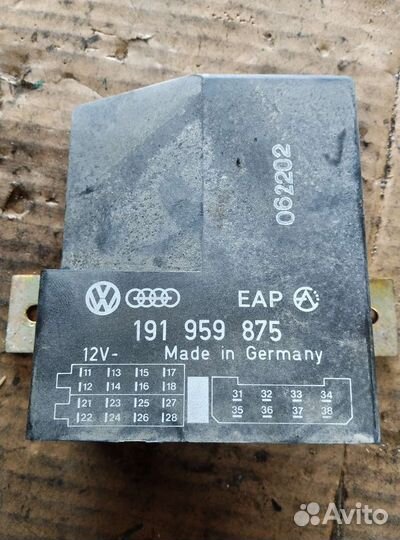 062202
EAP
191 959 875
12V- Made in Germany
11 13 15 17
12 14 16 18
21 23 25 27
22 24 26 28
31 32 33 34
35 36 37 38
Avito